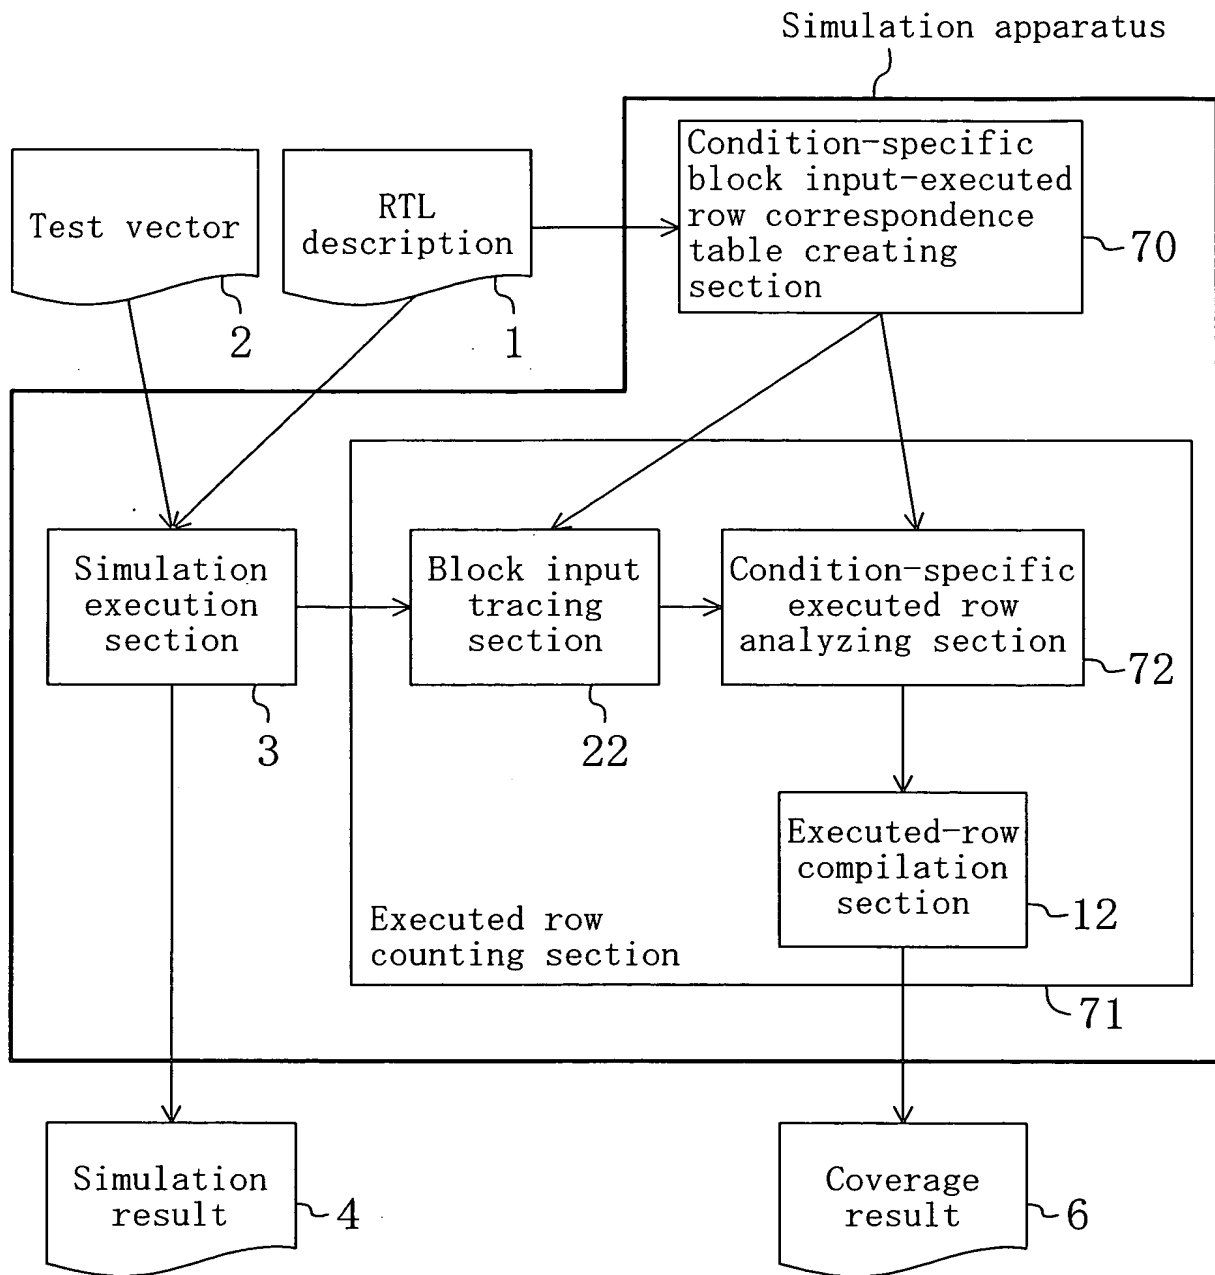 Simulation apparatus
Test vector
2
RTL
description
1
Condition-specific
block input-executed
row correspondence
table creating
section
70
Simulation
execution
section
3
Block input
tracing
section
22
Condition-specific
executed row
analyzing section
72
Executed-row
compilation
section
12
Executed row
counting section
71
Simulation
result
4
Coverage
result
6